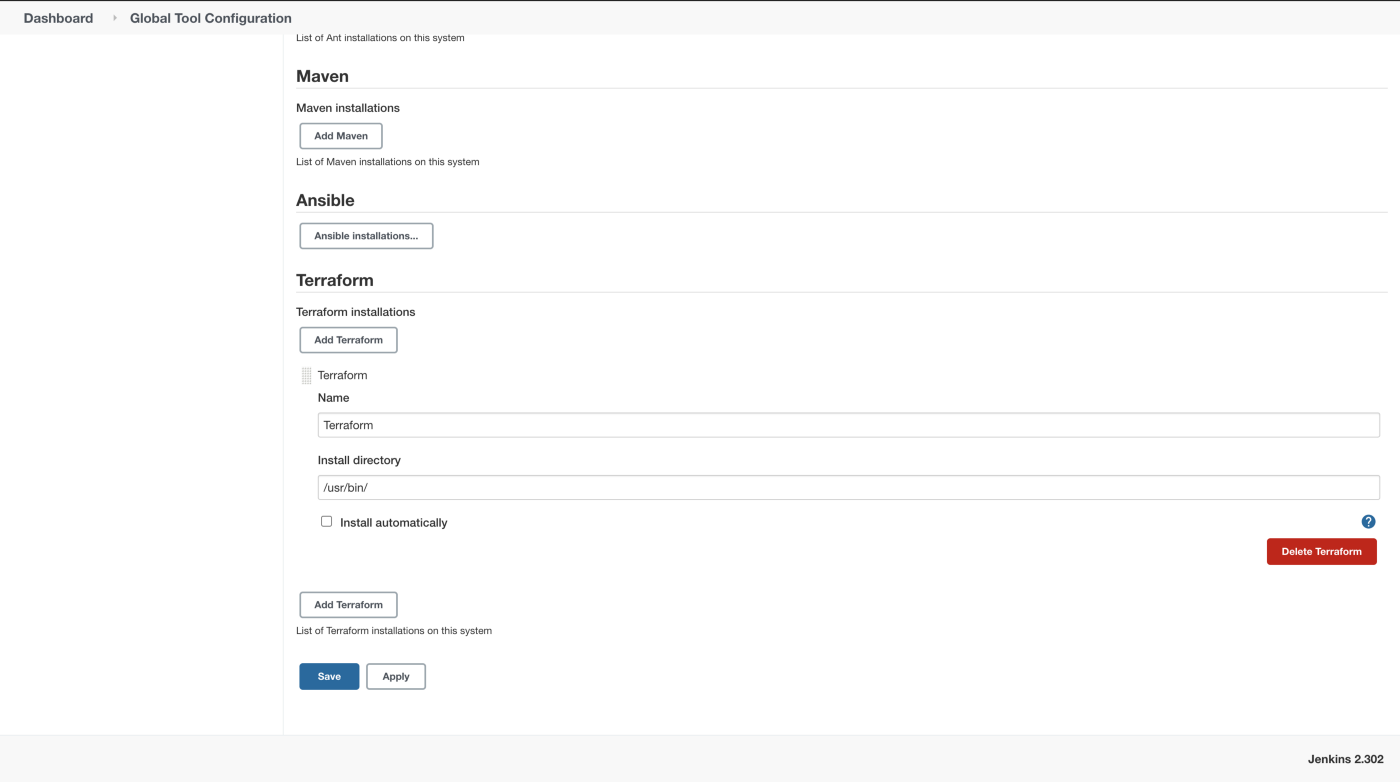 Dashboard
Global Tool Configuration
List of Ant installations on this system
Maven
Maven installations
Add Maven
List of Maven installations on this system
Ansible
Ansible installations...
Terraform
Terraform installations
Add Terraform
Terraform
Name
Terraform
Install directory
/usr/bin/
Install automatically
?
Delete Terraform
Add Terraform
List of Terraform installations on this system
Save
Apply
Jenkins 2.302